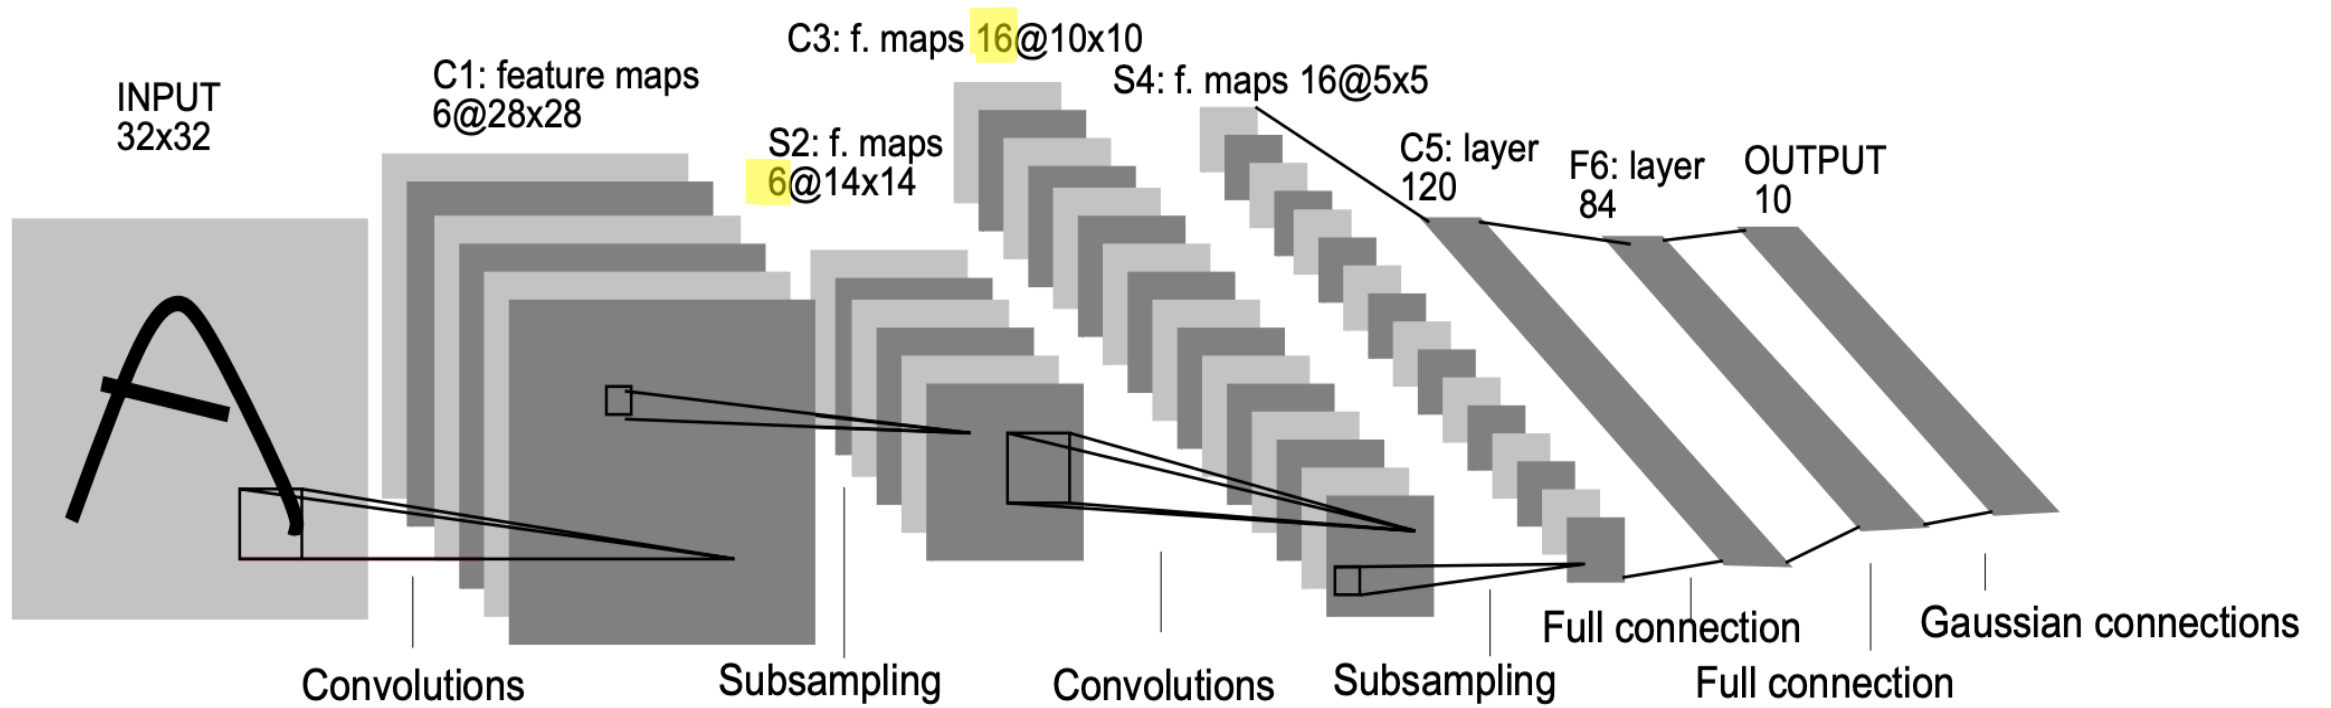 INPUT
32x32
C1: feature maps
6@28x28
S2: f. maps
6@14x14
C3: f. maps 16@10x10
S4: f. maps 16@5x5
C5: layer
120
F6: layer
84
OUTPUT
10
Convolutions
Subsampling
Convolutions
Subsampling
Full connection
Full connection
Gaussian connections